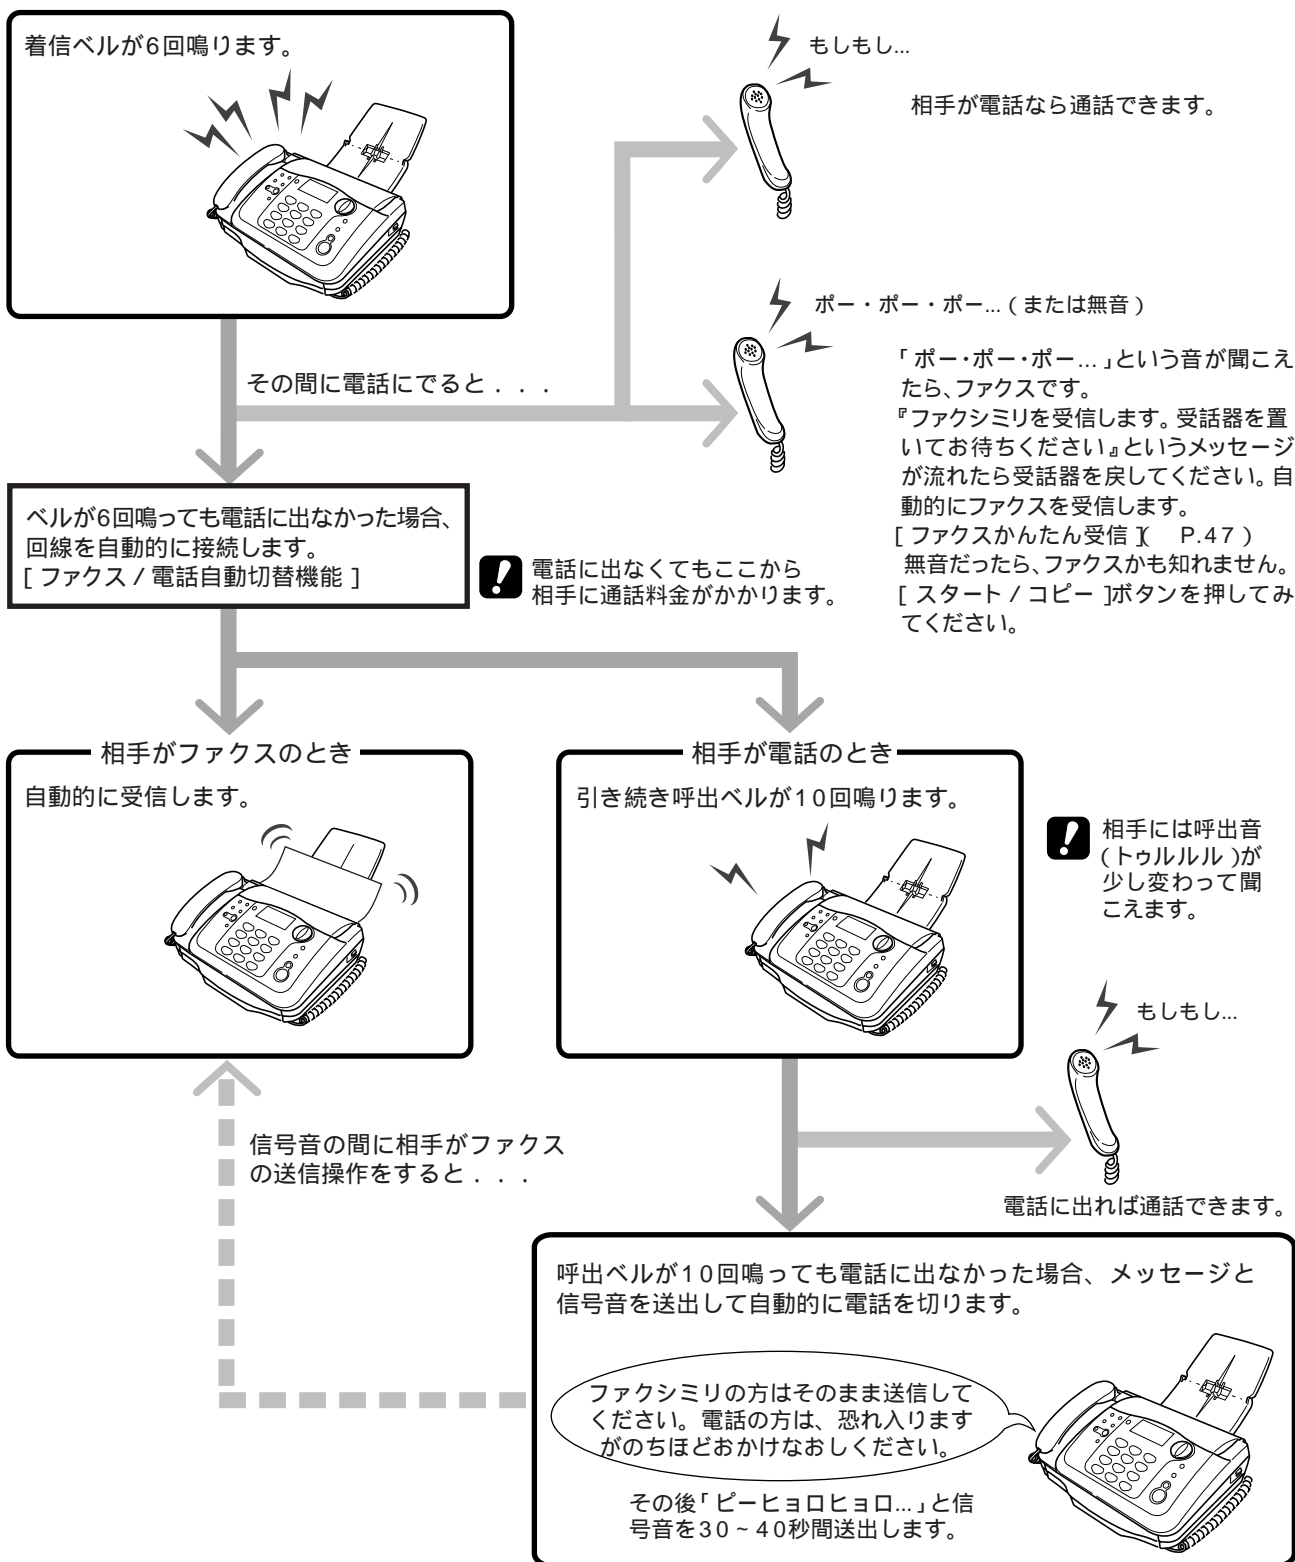 着信ベルが6回鳴ります。
もしもし...
相手が電話なら通話できます。
ポー・ポー・ポー...(または無音)
「ポー・ポー・ポー...」という音が聞こえ
たら、ファクスです。
『ファクシミリを受信します。受話器を置
いてお待ちください』というメッセージ
が流れたら受話器を戻してください。自
動的にファクスを受信します。
[ファクスかんたん受信](　P.47)
無音だったら、ファクスかも知れません。
[スタート/コピー]ボタンを押してみ
てください。
その間に電話にでると...
ベルが6回鳴っても電話に出なかった場合、
回線を自動的に接続します。
[ファクス/電話自動切替機能]
電話に出なくてもここから
相手に通話料金がかかります。
相手がファクスのとき
自動的に受信します。
相手が電話のとき
引き続き呼出ベルが10回鳴ります。
相手には呼出音
(トゥルルル)が
少し変わって聞
こえます。
もしもし...
電話に出れば通話できます。
信号音の間に相手がファクス
の送信操作をすると...
呼出ベルが10回鳴っても電話に出なかった場合、メッセージと
信号音を送出して自動的に電話を切ります。
ファクシミリの方はそのまま送信して
ください。電話の方は、恐れ入ります
がのちほどおかけなおしください。
その後「ピーヒョロヒョロ...」と信
号音を30~40秒間送出します。